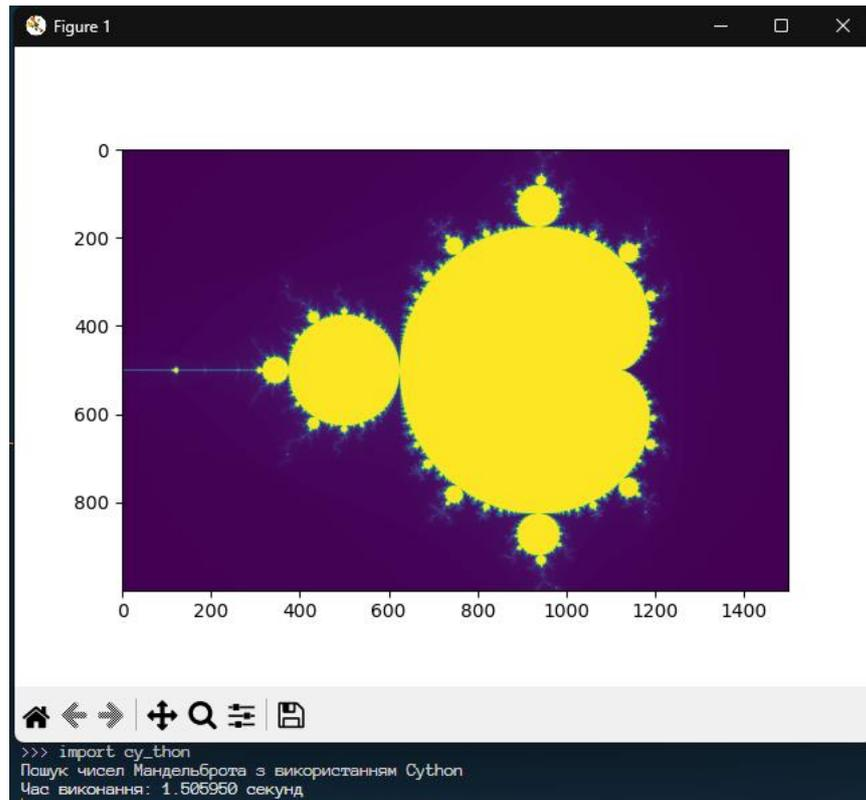 Figure 1
0
200
400
600
800
0 200 400 600 800 1000 1200 1400
>>> import cy_thon
Пошук чисел Мандельброта з використанням Cython
Час виконання: 1.505950 секунд